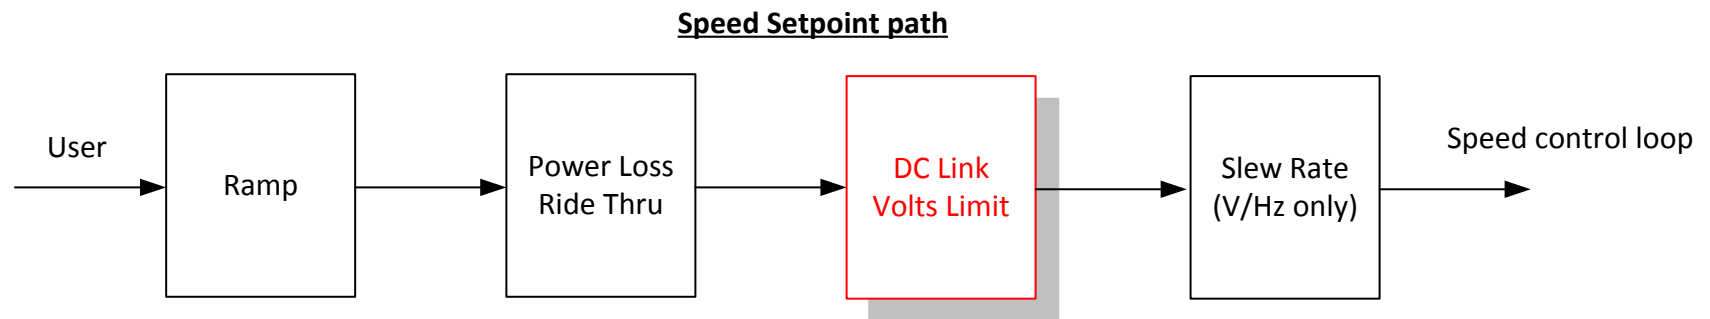 Speed Setpoint path
User
Ramp
Power Loss
Ride Thru
DC Link
Volts Limit
Slew Rate
(V/Hz only)
Speed control loop